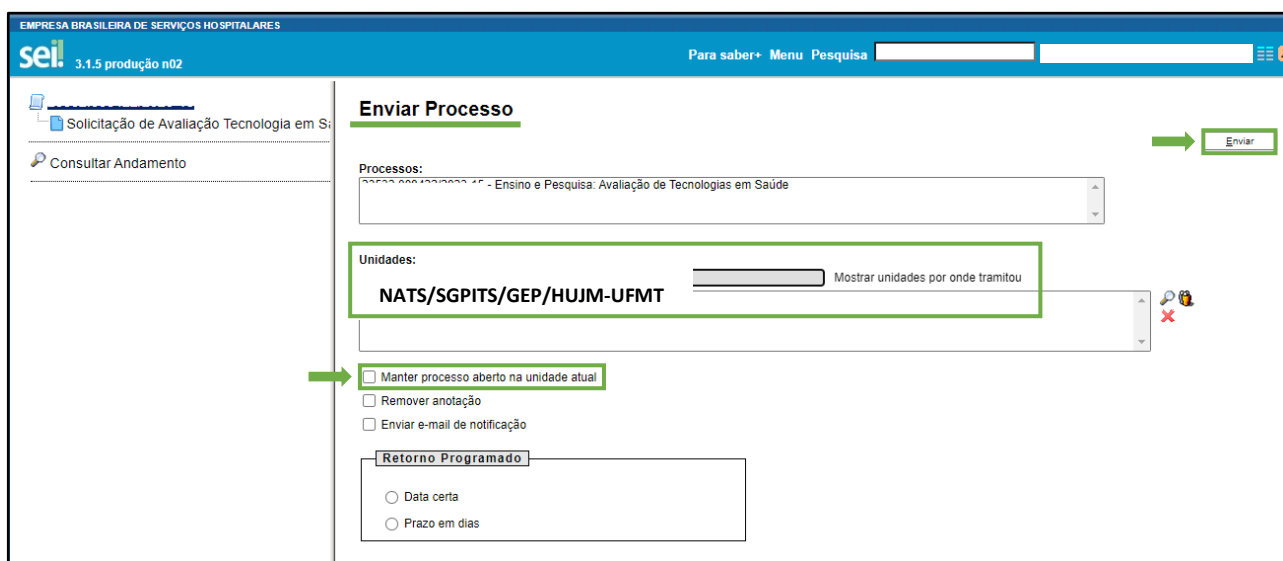 EMPRESA BRASILEIRA DE SERVIÇOS HOSPITALARES
sei! 3.1.5 produção n02
Para saber+ Menu Pesquisa
Solicitação de Avaliação Tecnologia em
Consultar Andamento
Enviar Processo
Enviar
Processos:
- Ensino e Pesquisa: Avaliação de Tecnologias em Saúde
Unidades:
Mostrar unidades por onde tramitou
NATS/SGPITS/GEP/HUJM-UFMT
Manter processo aberto na unidade atual
Remover anotação
Enviar e-mail de notificação
Retorno Programado
Data certa
Prazo em dias